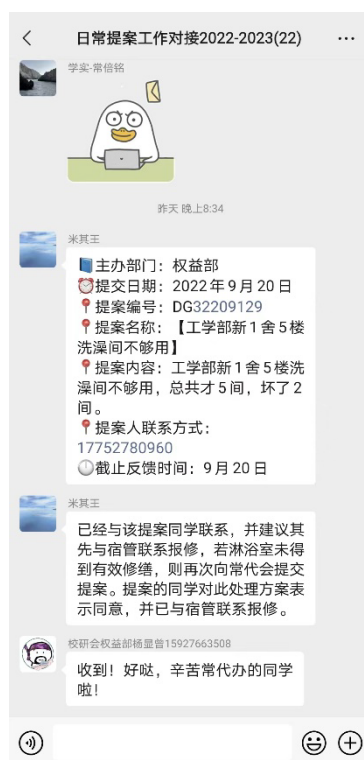 日常提案工作对接2022-2023(22)
学实-常倍铭
昨天 晚上8:34
米其王
📘主办部门：权益部
⏰提交日期：2022年9月20日
📍提案编号：DG32209129
📍提案名称：【工学部新1舍5楼
洗澡间不够用】
📍提案内容：工学部新1舍5楼洗
澡间不够用，总共才5间，坏了2
间。
📍提案人联系方式：
17752780960
🕛截止反馈时间：9月20日
米其王
已经与该提案同学联系，并建议其
先与宿管联系报修，若淋浴室未得
到有效修缮，则再次向常代会提交
提案。提案的同学对此处理方案表
示同意，并已与宿管联系报修。
校研会权益部杨显曾15927663508
收到！好哒，辛苦常代办的同学
啦！